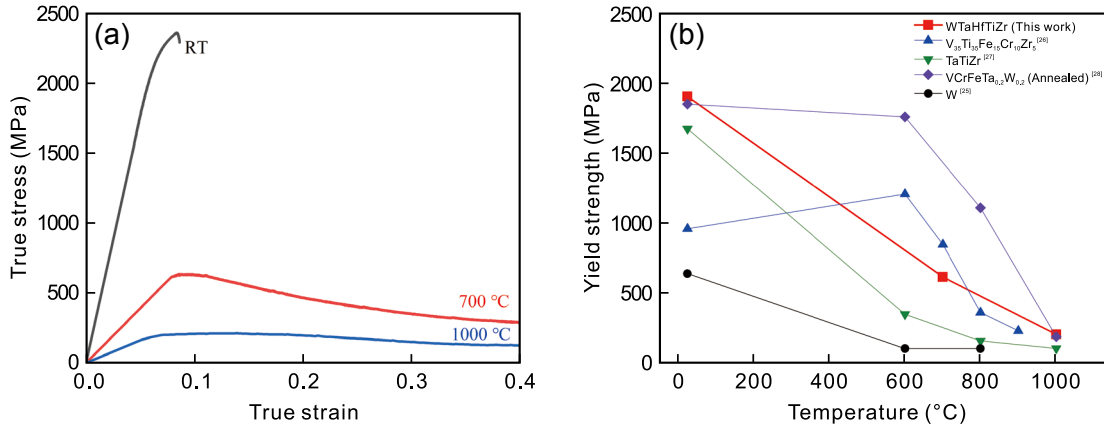 (a)
2500
2000
1500
1000
500
0
True stress (MPa)
RT
700 °C
1000 °C
0.0 0.1 0.2 0.3 0.4
True strain
(b)
2500
2000
1500
1000
500
0
Yield strength (MPa)
WTaHfTiZr (This work)
V₃₅Ti₃₅Fe₁₅Cr₁₀Zr₅ [26]
TaTiZr [27]
VCrFeTa₀.₂W₀.₂ (Annealed) [28]
W [25]
0 200 400 600 800 1000
Temperature (°C)